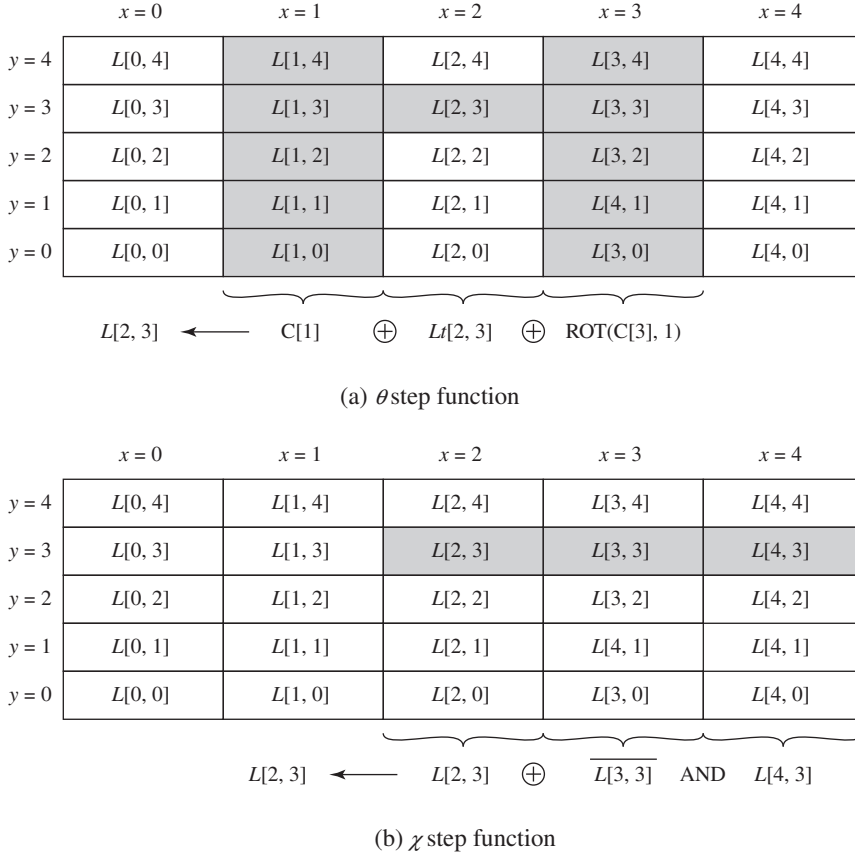 x = 0 x = 1 x = 2 x = 3 x = 4
y = 4 L[0, 4] L[1, 4] L[2, 4] L[3, 4] L[4, 4]
y = 3 L[0, 3] L[1, 3] L[2, 3] L[3, 3] L[4, 3]
y = 2 L[0, 2] L[1, 2] L[2, 2] L[3, 2] L[4, 2]
y = 1 L[0, 1] L[1, 1] L[2, 1] L[4, 1] L[4, 1]
y = 0 L[0, 0] L[1, 0] L[2, 0] L[3, 0] L[4, 0]
L[2, 3] ← C[1] ⊕ Lt[2, 3] ⊕ ROT(C[3], 1)
(a) θ step function
x = 0 x = 1 x = 2 x = 3 x = 4
y = 4 L[0, 4] L[1, 4] L[2, 4] L[3, 4] L[4, 4]
y = 3 L[0, 3] L[1, 3] L[2, 3] L[3, 3] L[4, 3]
y = 2 L[0, 2] L[1, 2] L[2, 2] L[3, 2] L[4, 2]
y = 1 L[0, 1] L[1, 1] L[2, 1] L[4, 1] L[4, 1]
y = 0 L[0, 0] L[1, 0] L[2, 0] L[3, 0] L[4, 0]
L[2, 3] ← L[2, 3] ⊕ L̅[̅3̅,̅ ̅3̅]̅ AND L[4, 3]
(b) χ step function